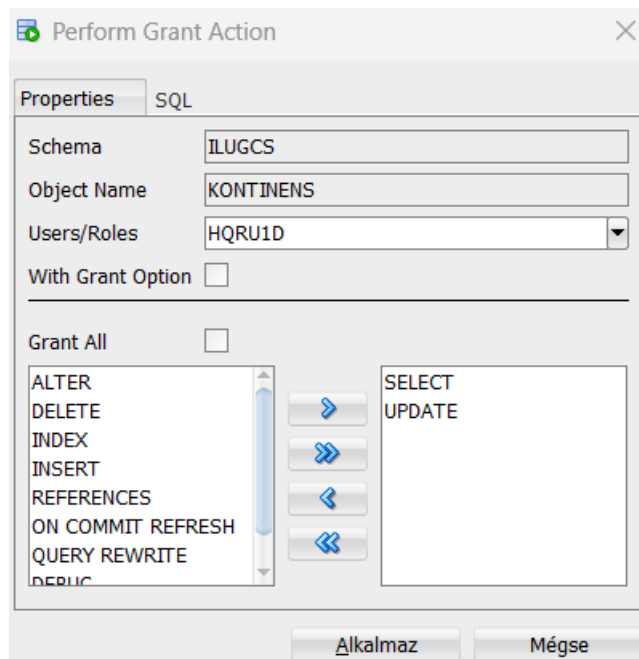 Perform Grant Action
Properties SQL
Schema ILUGCS
Object Name KONTINENS
Users/Roles HQRU1D
With Grant Option
Grant All
ALTER
DELETE
INDEX
INSERT
REFERENCES
ON COMMIT REFRESH
QUERY REWRITE
DEBUG
SELECT
UPDATE
Alkalmaz Mégse